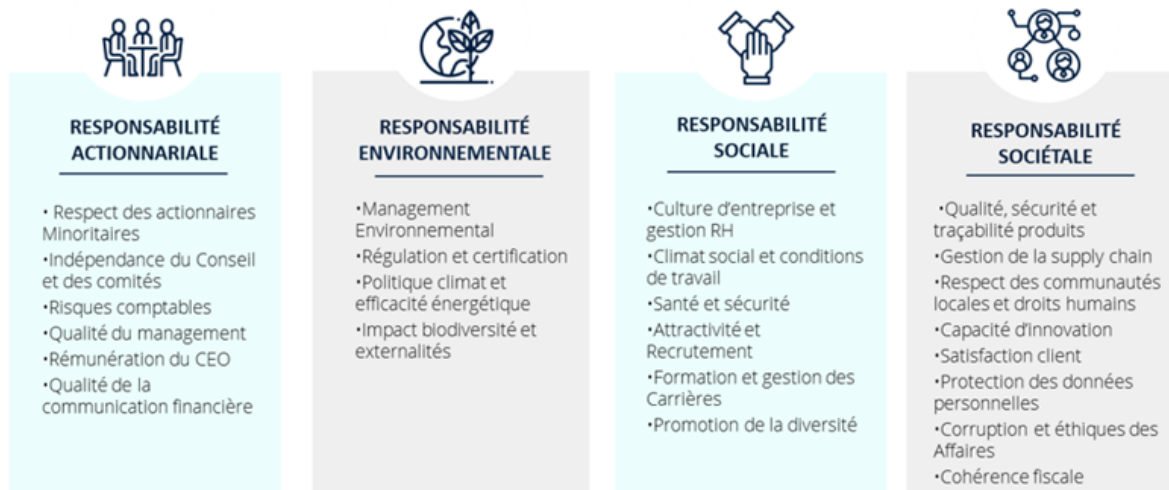 RESPONSABILITÉ
ACTIONNARIALE
• Respect des actionnaires
Minoritaires
•Indépendance du Conseil
et des comités
•Risques comptables
•Qualité du management
•Rémunération du CEO
•Qualité de la
communication financière
RESPONSABILITÉ
ENVIRONNEMENTALE
•Management
Environnemental
•Régulation et certification
•Politique climat et
efficacité énergétique
•Impact biodiversité et
externalités
RESPONSABILITÉ
SOCIALE
•Culture d'entreprise et
gestion RH
•Climat social et conditions
de travail
•Santé et sécurité
•Attractivité et
Recrutement
•Formation et gestion des
Carrières
•Promotion de la diversité
RESPONSABILITÉ
SOCIÉTALE
•Qualité, sécurité et
traçabilité produits
•Gestion de la supply chain
•Respect des communautés
locales et droits humains
•Capacité d'innovation
•Satisfaction client
•Protection des données
personnelles
•Corruption et éthiques des
Affaires
•Cohérence fiscale